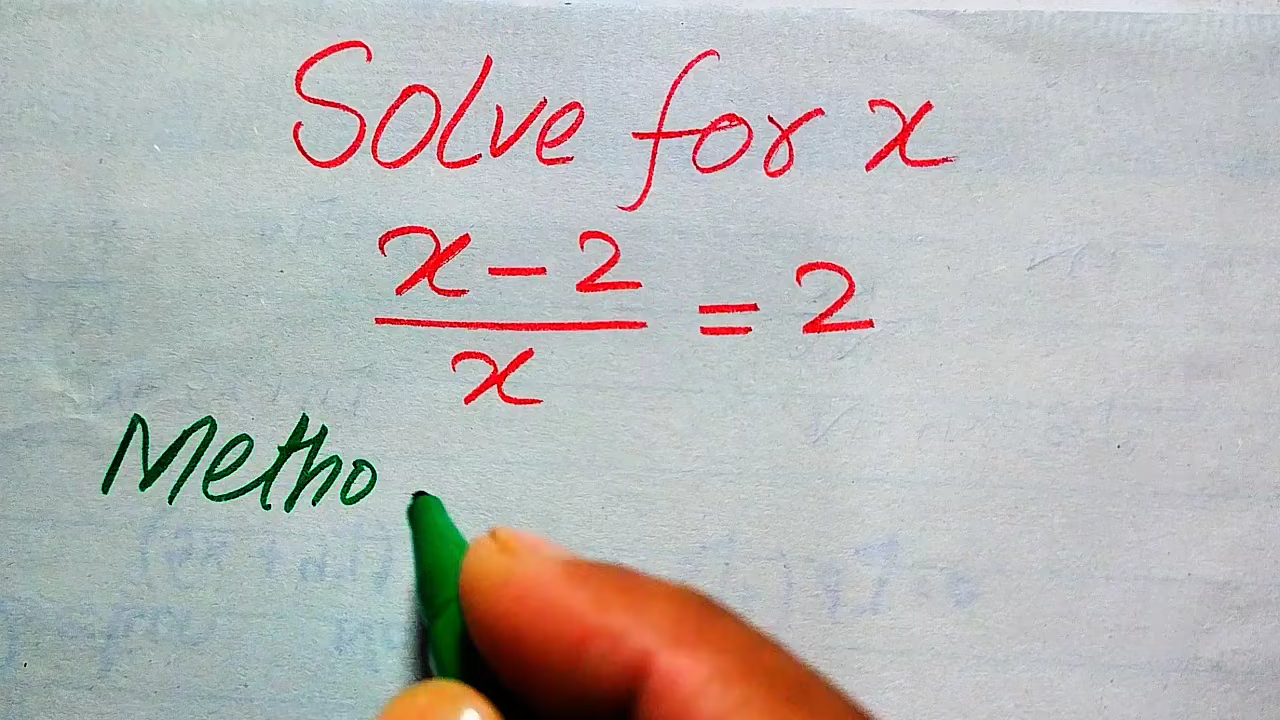 Solve for x
x - 2
x
= 2
Metho